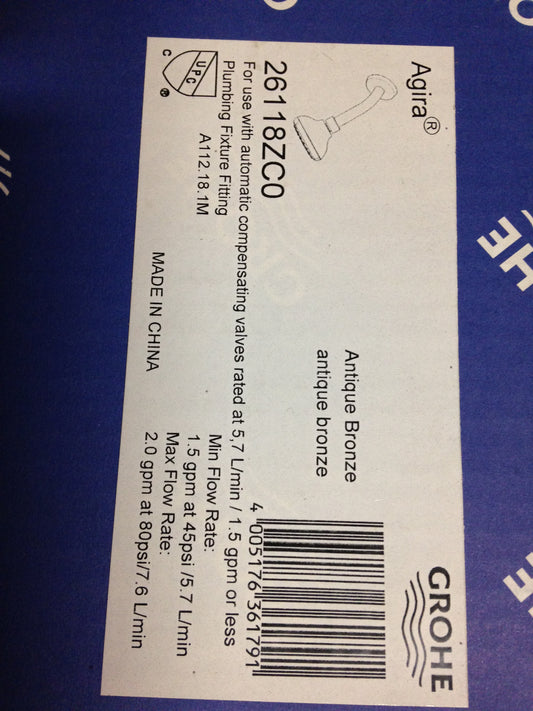 Agira®
GROHE
Antique Bronze
antique bronze
26118ZC0
4 005176 361791
For use with automatic compensating valves rated at 5,7 L/min / 1.5 gpm or less
Plumbing Fixture Fitting
A112.18.1M
UPC
C
R
Min Flow Rate:
1.5 gpm at 45psi /5.7 L/min
Max Flow Rate:
2.0 gpm at 80psi/7.6 L/min
MADE IN CHINA
HE